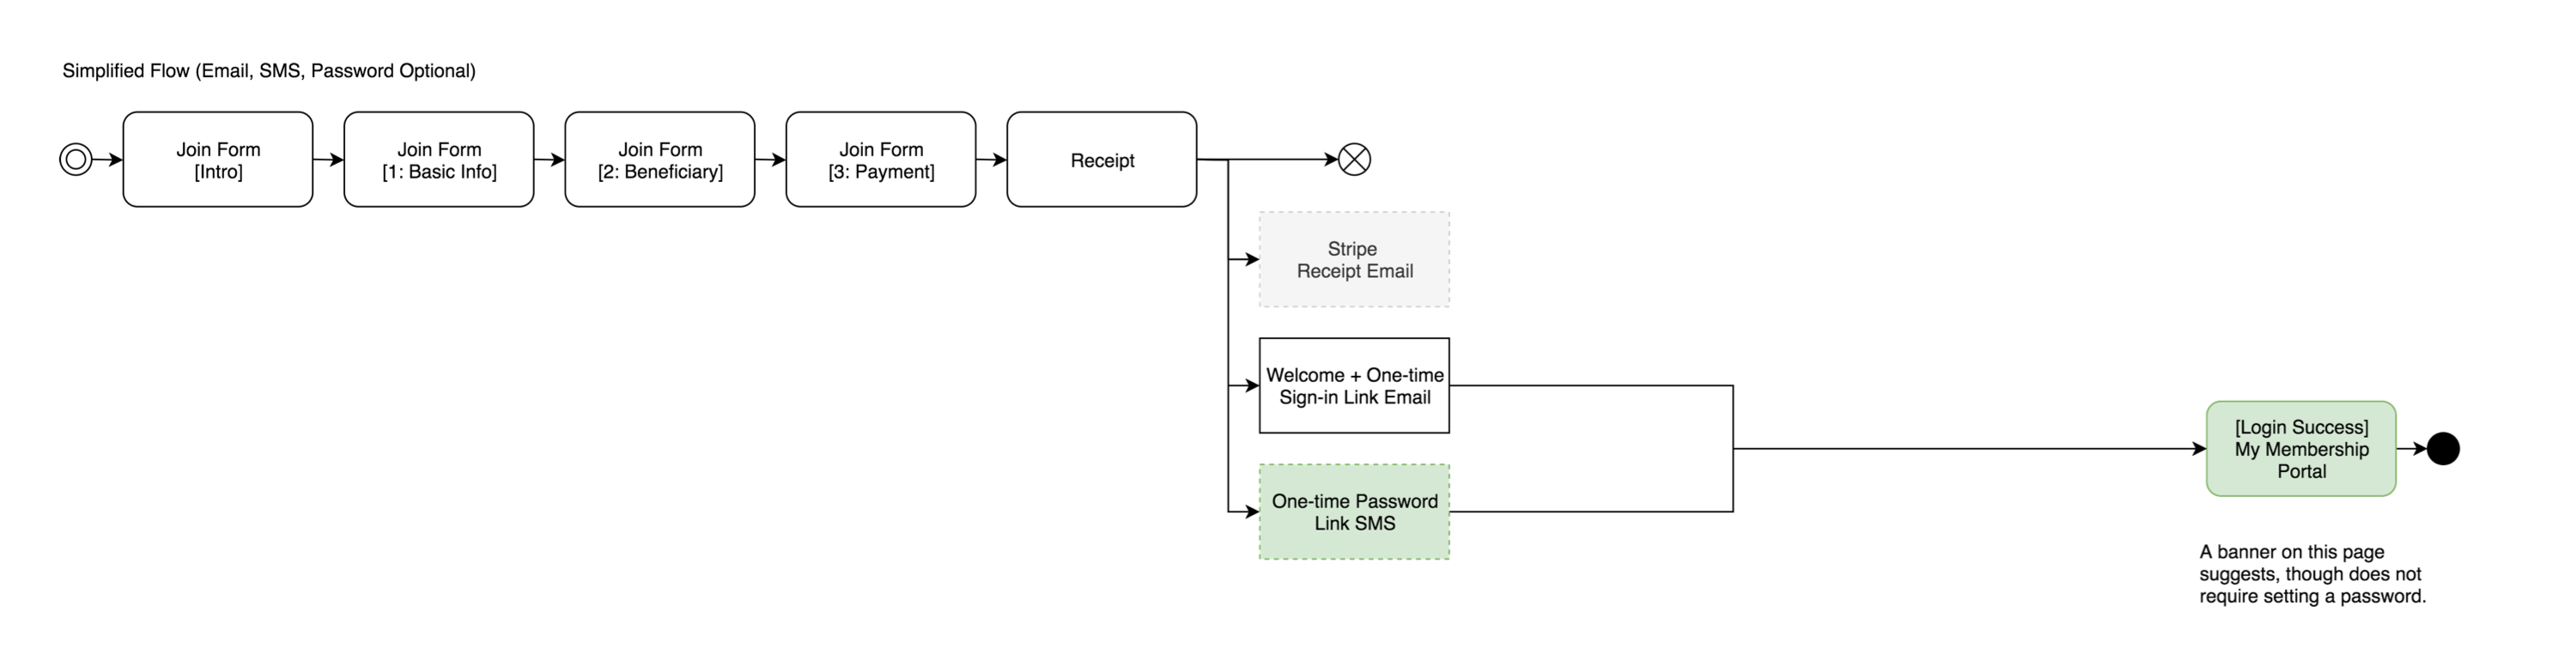 Simplified Flow (Email, SMS, Password Optional)
Join Form
[Intro]
Join Form
[1: Basic Info]
Join Form
[2: Beneficiary]
Join Form
[3: Payment]
Receipt
Stripe
Receipt Email
Welcome + One-time
Sign-in Link Email
One-time Password
Link SMS
[Login Success]
My Membership
Portal
A banner on this page
suggests, though does not
require setting a password.